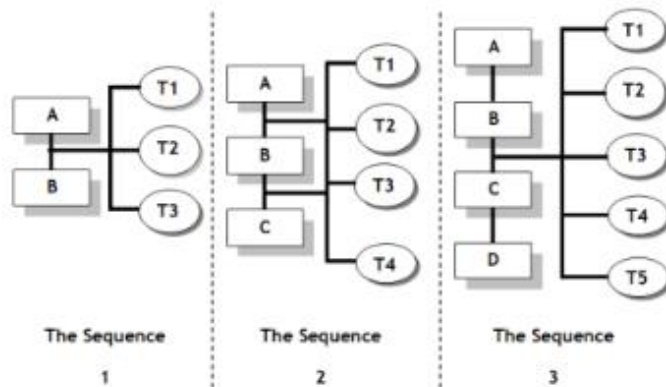 A
B
T1
T2
T3
The Sequence
1
A
B
C
T1
T2
T3
T4
The Sequence
2
A
B
C
D
T1
T2
T3
T4
T5
The Sequence
3